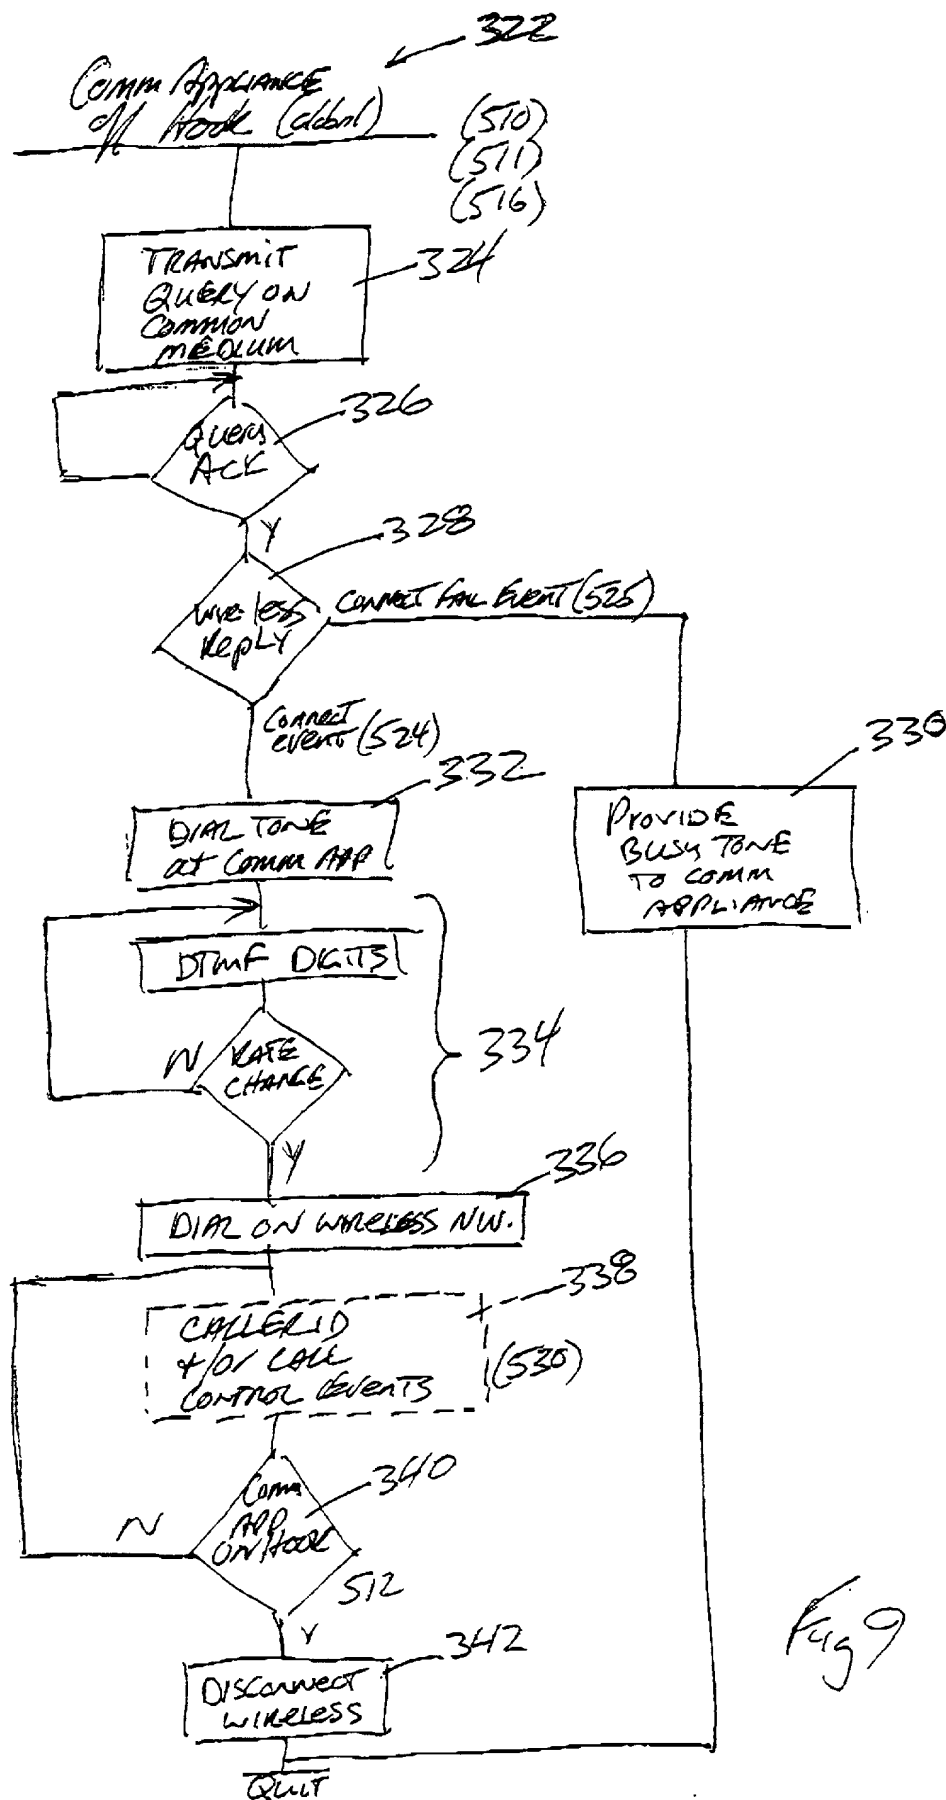 322
Comm Appliance
off Hook
(510)
(511)
(516)
TRANSMIT
QUERY ON
COMMON
MEDIUM
324
326
Query
ACK
Y
328
Wireless
Reply
CONNECT FAIL EVENT (525)
Connect
event (524)
330
332
DIAL TONE
at Comm APP
PROVIDE
BUSY TONE
TO COMM
APPLIANCE
DTMF DIGITS
334
N
RATE
CHANGE
Y
336
DIAL ON WIRELESS NW.
338
CALLER ID
+/or CALL
CONTROL EVENTS
(530)
340
Comm
APP
ON HOOK
N
512
Y
342
DISCONNECT
WIRELESS
QUIT
Fig 9